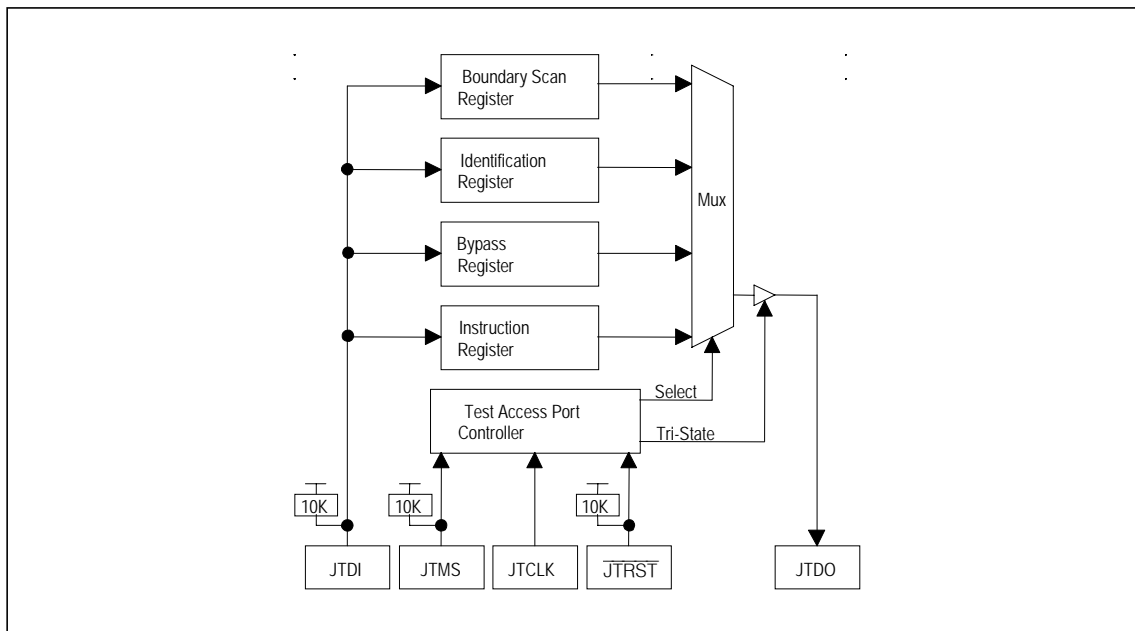 Boundary Scan
Register
Identification
Register
Mux
Bypass
Register
Instruction
Register
Select
Test Access Port
Controller
Tri-State
10K
10K
10K
JTDI
JTMS
JTCLK
JTRST
JTDO